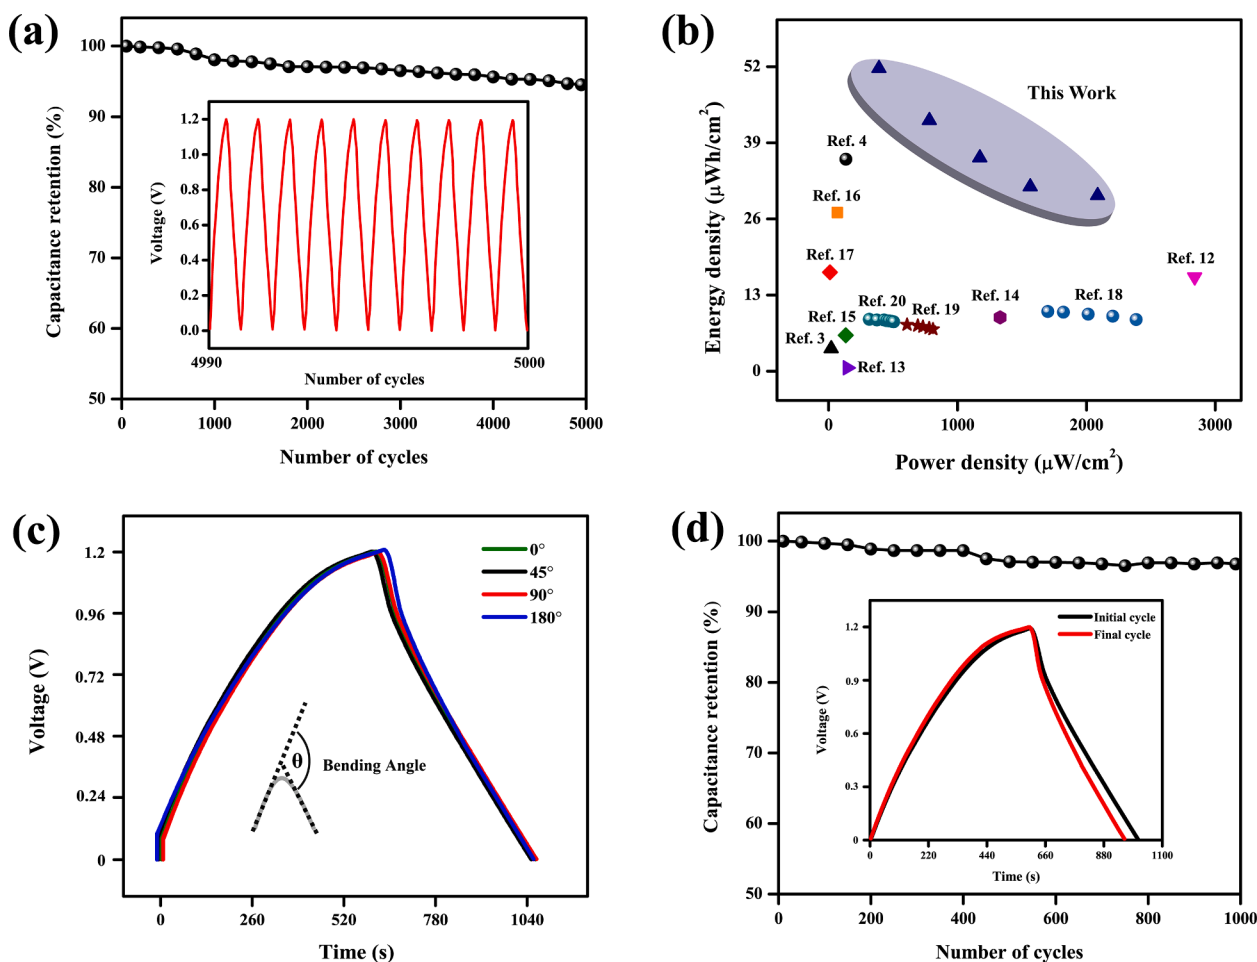 (a)
100
90
80
70
60
50
Capacitance retention (%)
0
1000
2000
3000
4000
5000
Number of cycles
1.2
1.0
0.8
0.6
0.4
0.2
0.0
Voltage (V)
4990
5000
Number of cycles
(b)
52
39
26
13
0
Energy density (μWh/cm²)
This Work
Ref. 4
Ref. 16
Ref. 17
Ref. 12
Ref. 20
Ref. 19
Ref. 14
Ref. 18
Ref. 15
Ref. 3
Ref. 13
0
1000
2000
3000
Power density (μW/cm²)
(c)
1.2
0.96
0.72
0.48
0.24
0
Voltage (V)
0°
45°
90°
180°
θ
Bending Angle
0
260
520
780
1040
Time (s)
(d)
100
90
80
70
60
50
Capacitance retention (%)
1.2
0.9
0.6
0.3
0
Voltage (V)
Initial cycle
Final cycle
0
220
440
660
880
1100
Time (s)
0
200
400
600
800
1000
Number of cycles